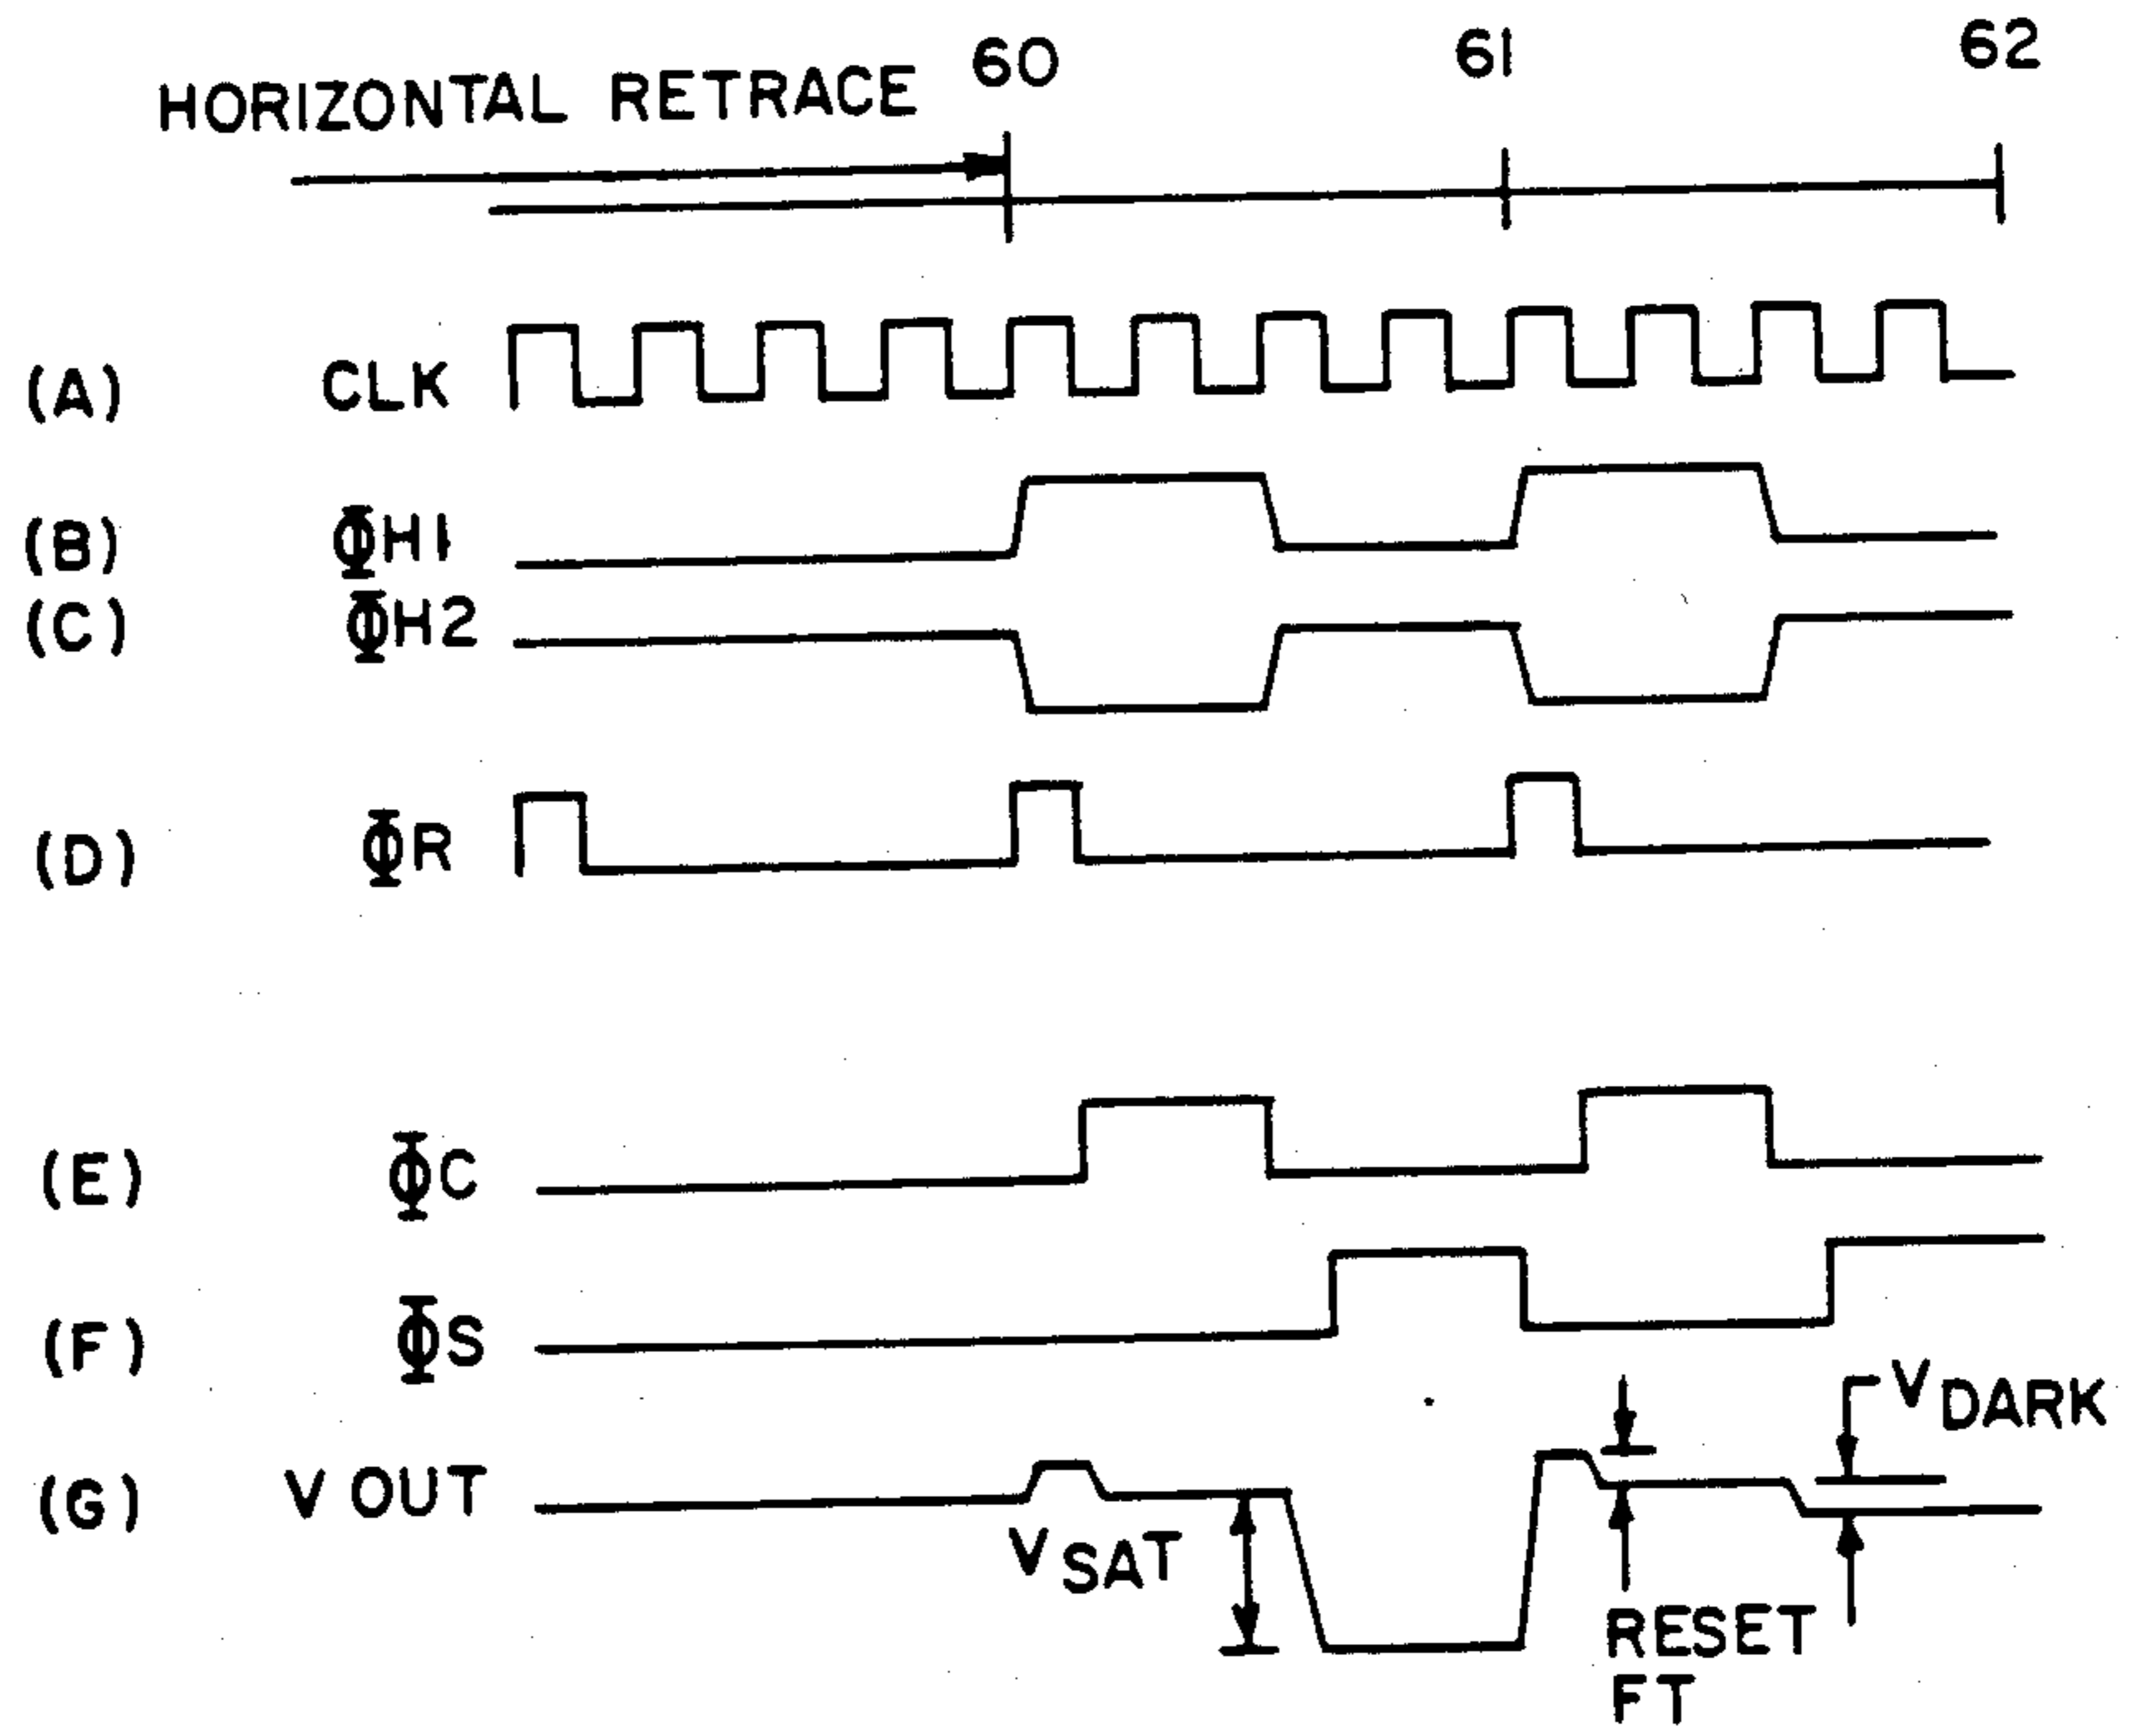 60 61 62
HORIZONTAL RETRACE
(A) CLK
(B) ΦH1
(C) ΦH2
(D) ΦR
(E) ΦC
(F) ΦS
(G) V OUT
VDARK
VSAT
RESET
FT